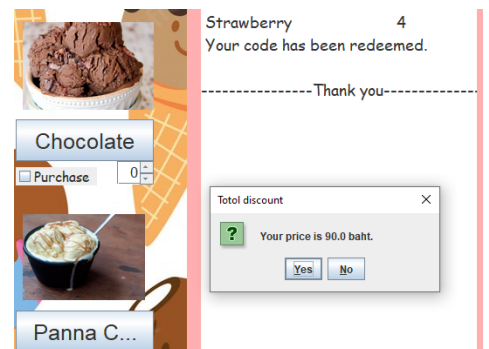 Strawberry 4
Your code has been redeemed.
----------------Thank you-------------
Chocolate
Purchase 0
Totol discount
Your price is 90.0 baht.
Yes No
Panna C...